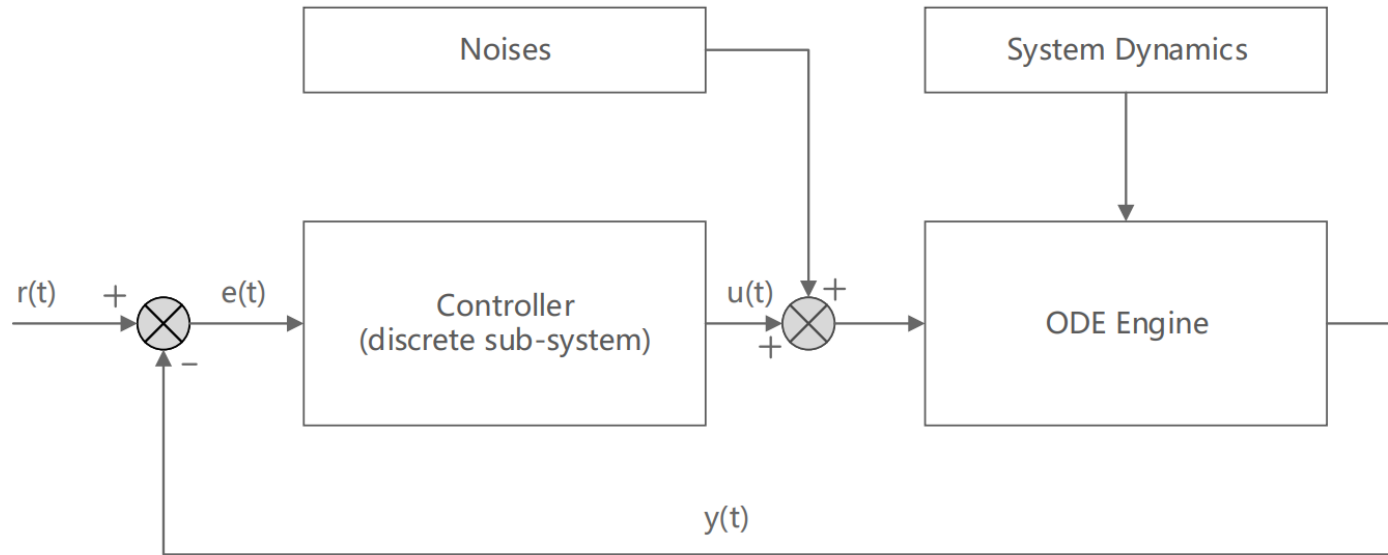 Noises
System Dynamics
r(t)
+
e(t)
Controller
(discrete sub-system)
u(t)
+
+
ODE Engine
−
y(t)